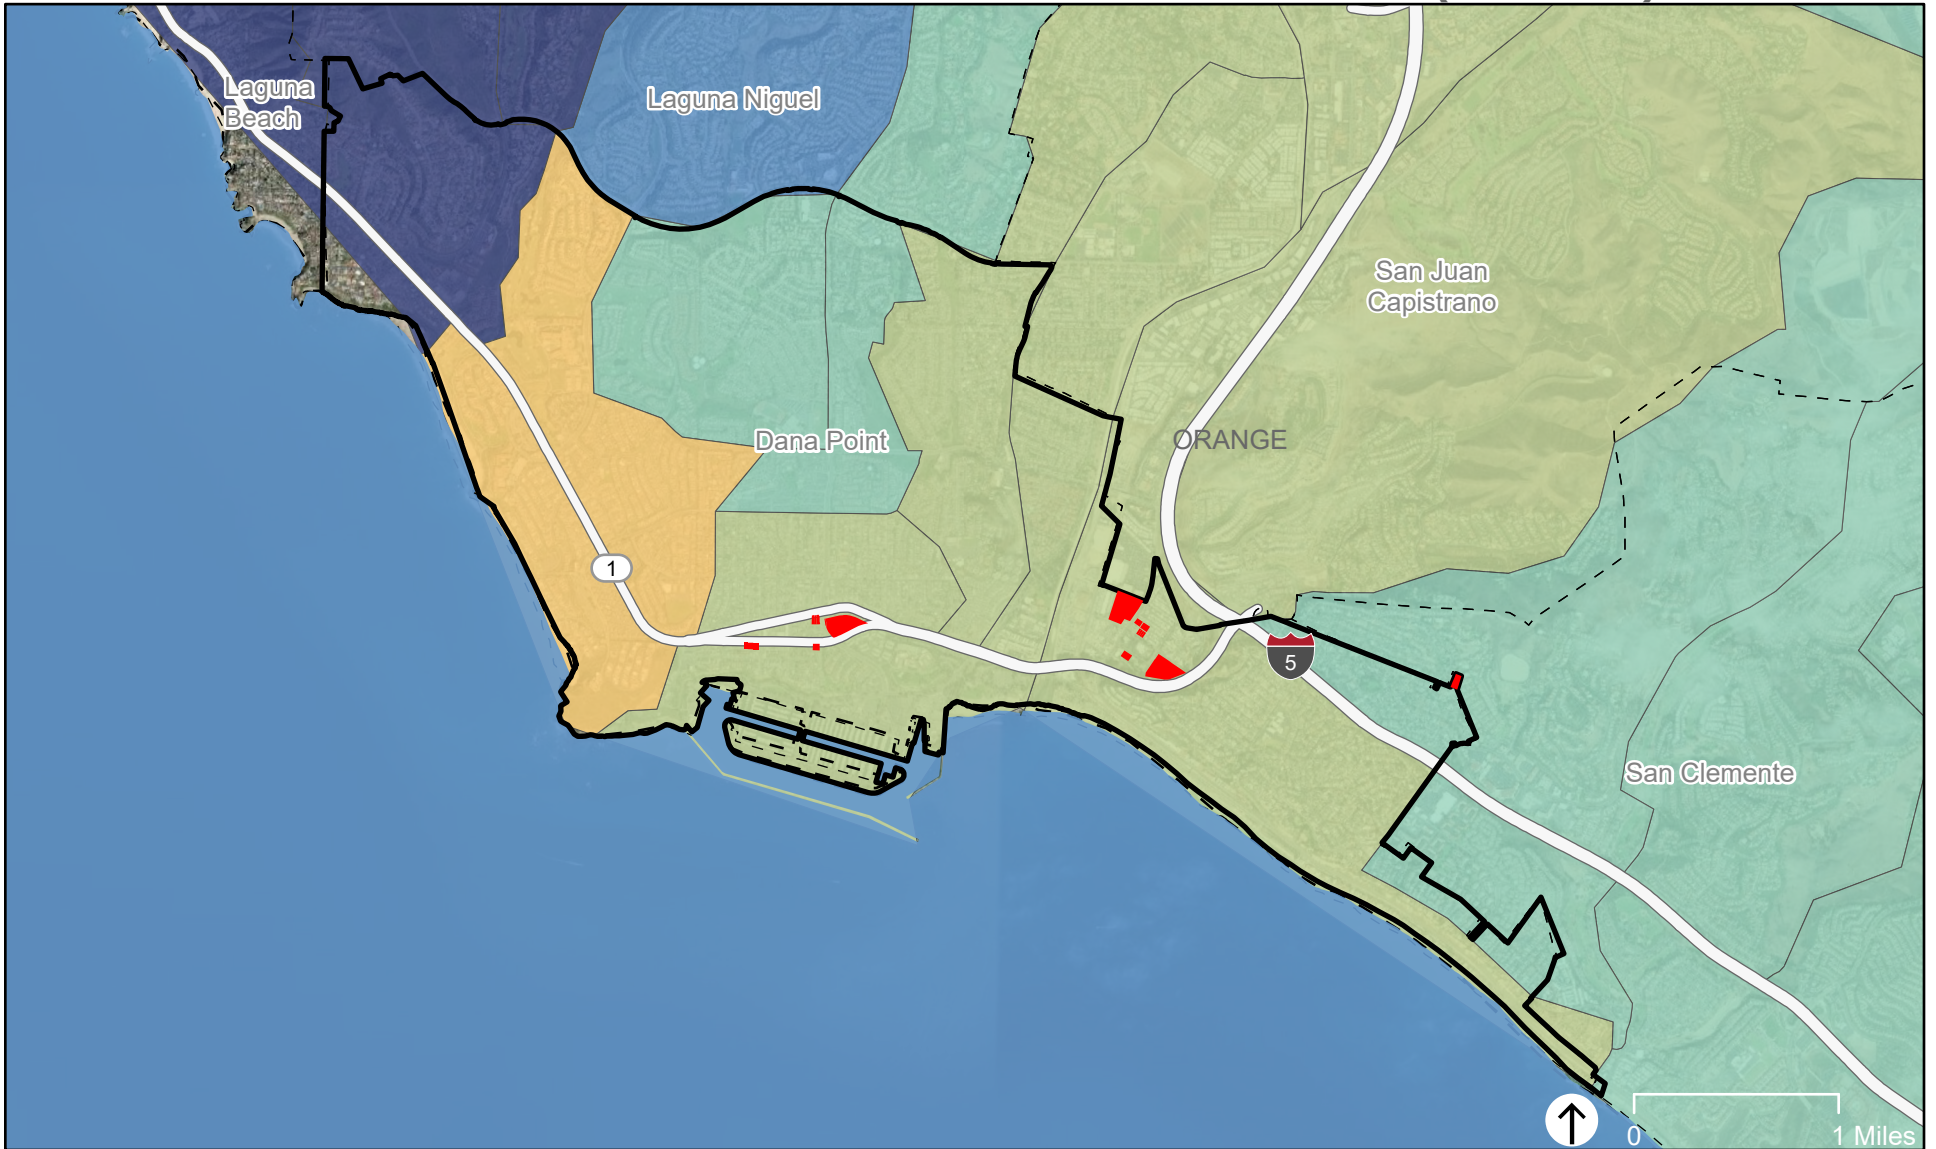 Laguna
Beach
Laguna Niguel
San Juan
Capistrano
Dana Point
ORANGE
1
5
San Clemente
0
1 Miles